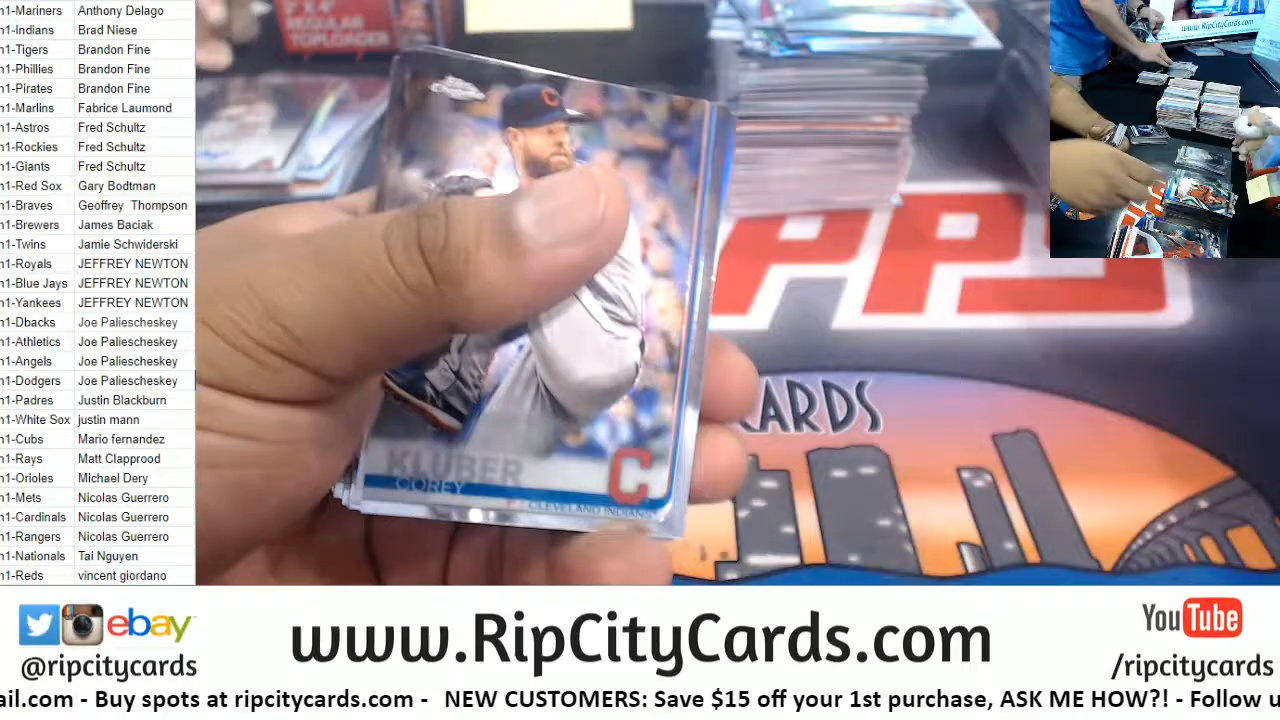 n1-Mariners Anthony Delago
n1-Indians Brad Niese
n1-Tigers Brandon Fine
n1-Phillies Brandon Fine
n1-Pirates Brandon Fine
n1-Marlins Fabrice Laumond
n1-Astros Fred Schultz
n1-Rockies Fred Schultz
n1-Giants Fred Schultz
n1-Red Sox Gary Bodtman
n1-Braves Geoffrey Thompson
n1-Brewers James Baciak
n1-Twins Jamie Schwiderski
n1-Royals JEFFREY NEWTON
n1-Blue Jays JEFFREY NEWTON
n1-Yankees JEFFREY NEWTON
n1-Dbacks Joe Paliescheskey
n1-Athletics Joe Paliescheskey
n1-Angels Joe Paliescheskey
n1-Dodgers Joe Paliescheskey
n1-Padres Justin Blackburn
n1-White Sox justin mann
n1-Cubs Mario fernandez
n1-Rays Matt Clapprood
n1-Orioles Michael Dery
n1-Mets Nicolas Guerrero
n1-Cardinals Nicolas Guerrero
n1-Rangers Nicolas Guerrero
n1-Nationals Tai Nguyen
n1-Reds vincent giordano
3" X 4"
REGULAR
TOPLOADER
www.RipCityCards.com
C
KLUBER
COREY
C
CLEVELAND INDIANS
PPS
CARDS
ebay
@ripcitycards
www.RipCityCards.com
YouTube
/ripcitycards
ail.com - Buy spots at ripcitycards.com - NEW CUSTOMERS: Save $15 off your 1st purchase, ASK ME HOW?! - Follow u